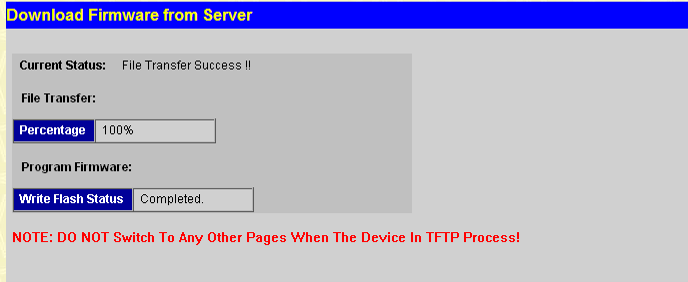 Download Firmware from Server
Current Status: File Transfer Success !!
File Transfer:
Percentage 100%
Program Firmware:
Write Flash Status Completed.
NOTE: DO NOT Switch To Any Other Pages When The Device In TFTP Process!